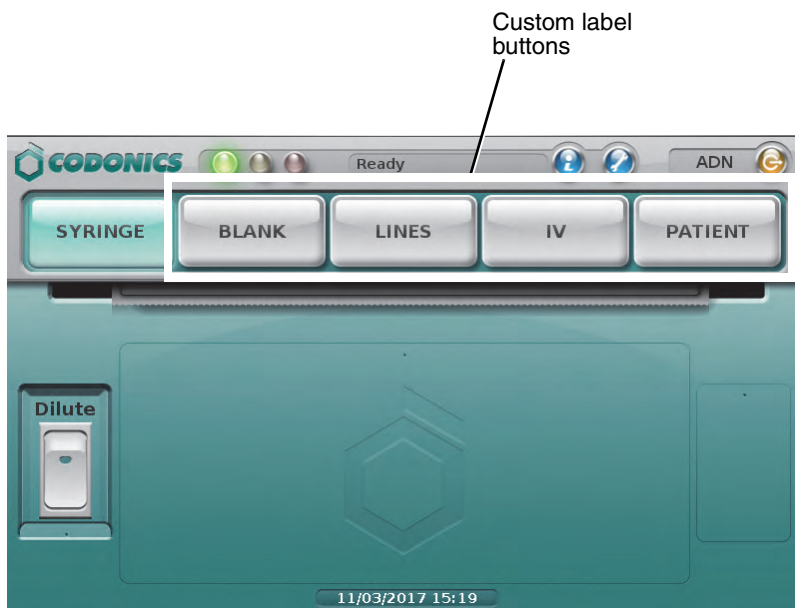 Custom label
buttons
CODONICS
Ready
ADN
SYRINGE
BLANK
LINES
IV
PATIENT
Dilute
11/03/2017 15:19